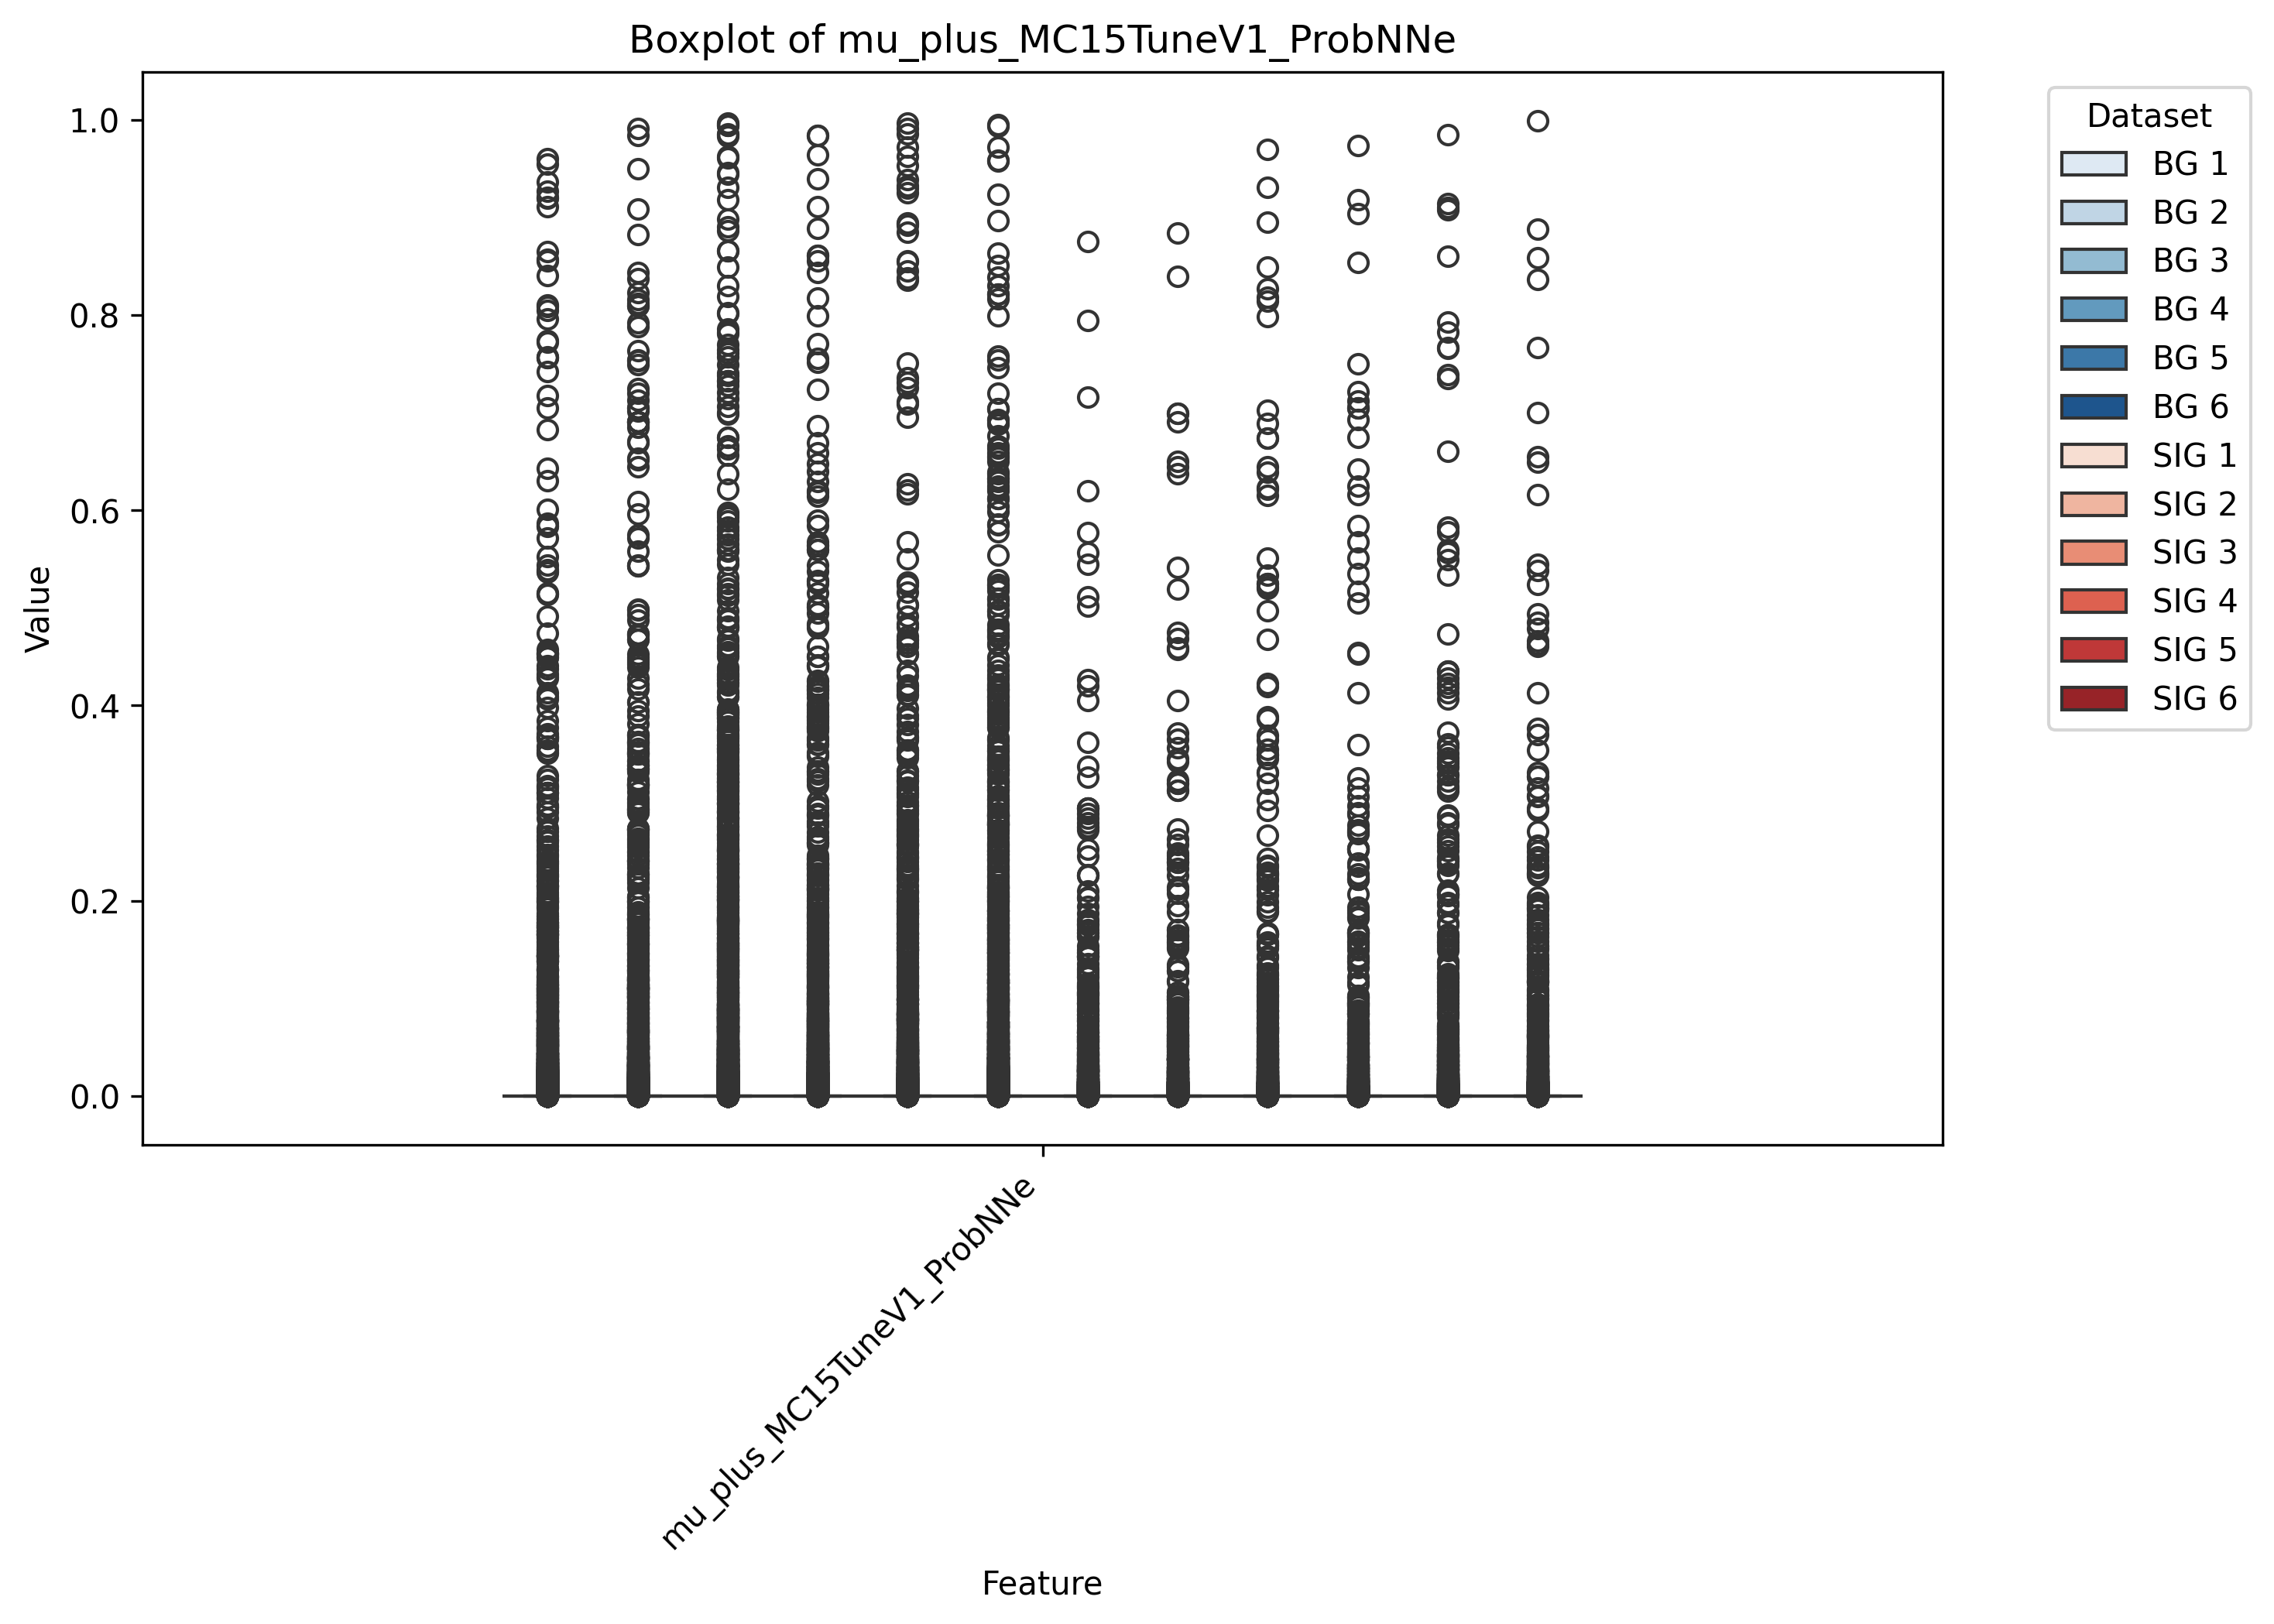 Boxplot of mu_plus_MC15TuneV1_ProbNNe
Value
1.0
0.8
0.6
0.4
0.2
0.0
mu_plus_MC15TuneV1_ProbNNe
Feature
Dataset
BG 1
BG 2
BG 3
BG 4
BG 5
BG 6
SIG 1
SIG 2
SIG 3
SIG 4
SIG 5
SIG 6